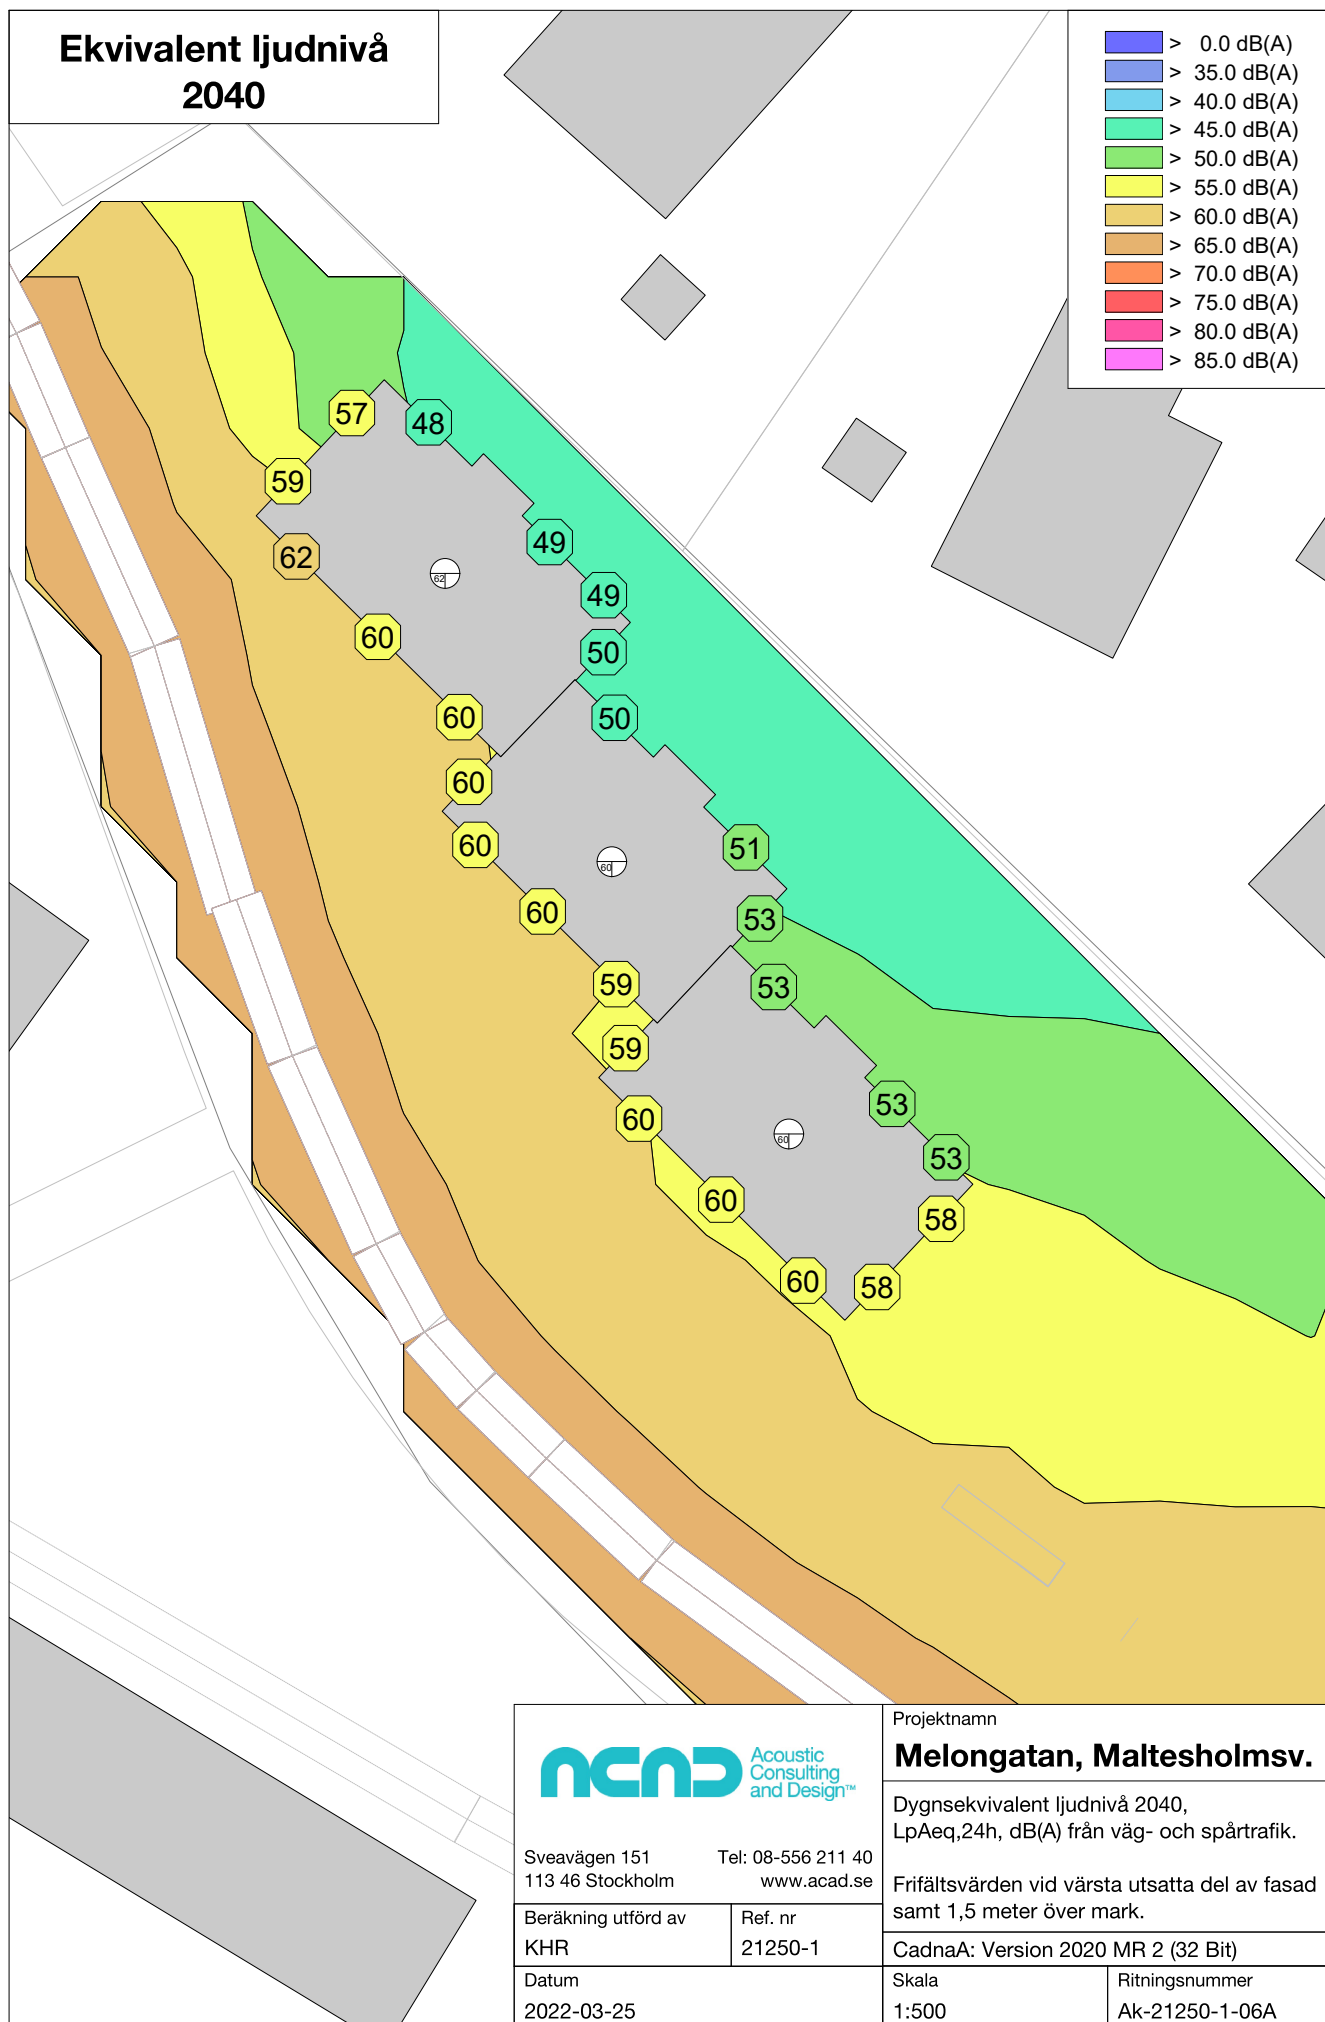 Ekvivalent ljudnivå
2040
> 0.0 dB(A)
> 35.0 dB(A)
> 40.0 dB(A)
> 45.0 dB(A)
> 50.0 dB(A)
> 55.0 dB(A)
> 60.0 dB(A)
> 65.0 dB(A)
> 70.0 dB(A)
> 75.0 dB(A)
> 80.0 dB(A)
> 85.0 dB(A)
57
48
59
49
62
62
49
60
50
60
50
60
60
51
60
60
53
59
53
59
53
60
60
53
60
58
60
58
ACAD
Acoustic
Consulting
and Design™
Sveavägen 151
113 46 Stockholm
Tel: 08-556 211 40
www.acad.se
Beräkning utförd av
KHR
Ref. nr
21250-1
Datum
2022-03-25
Projektnamn
Melongatan, Maltesholmsv.
Dygnsekvivalent ljudnivå 2040,
LpAeq,24h, dB(A) från väg- och spårtrafik.
Frifältsvärden vid värsta utsatta del av fasad
samt 1,5 meter över mark.
CadnaA: Version 2020 MR 2 (32 Bit)
Skala
1:500
Ritningsnummer
Ak-21250-1-06A